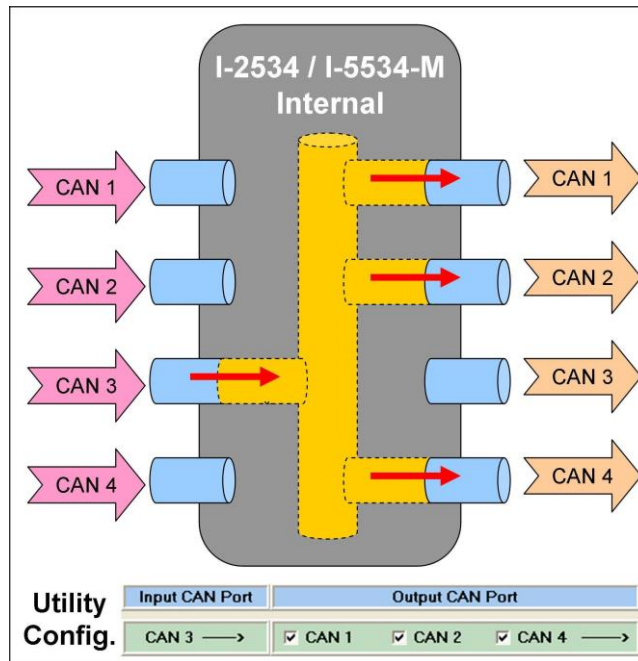 I-2534 / I-5534-M
Internal
CAN 1
CAN 1
CAN 2
CAN 2
CAN 3
CAN 3
CAN 4
CAN 4
Utility
Config.
Input CAN Port
Output CAN Port
CAN 3
CAN 1
CAN 2
CAN 4